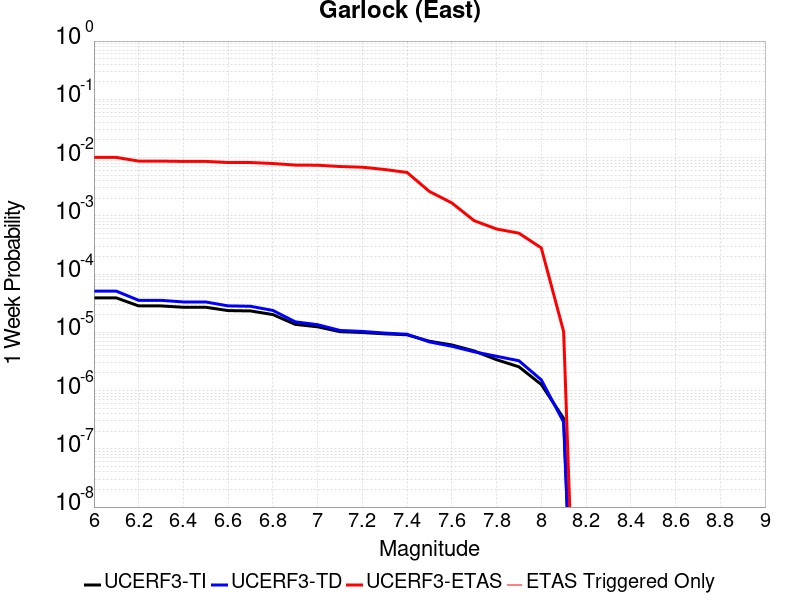 Garlock (East)
10^0
10^-1
10^-2
10^-3
10^-4
10^-5
10^-6
10^-7
10^-8
1 Week Probability
6 6.2 6.4 6.6 6.8 7 7.2 7.4 7.6 7.8 8 8.2 8.4 8.6 8.8 9
Magnitude
UCERF3-TI UCERF3-TD UCERF3-ETAS ETAS Triggered Only